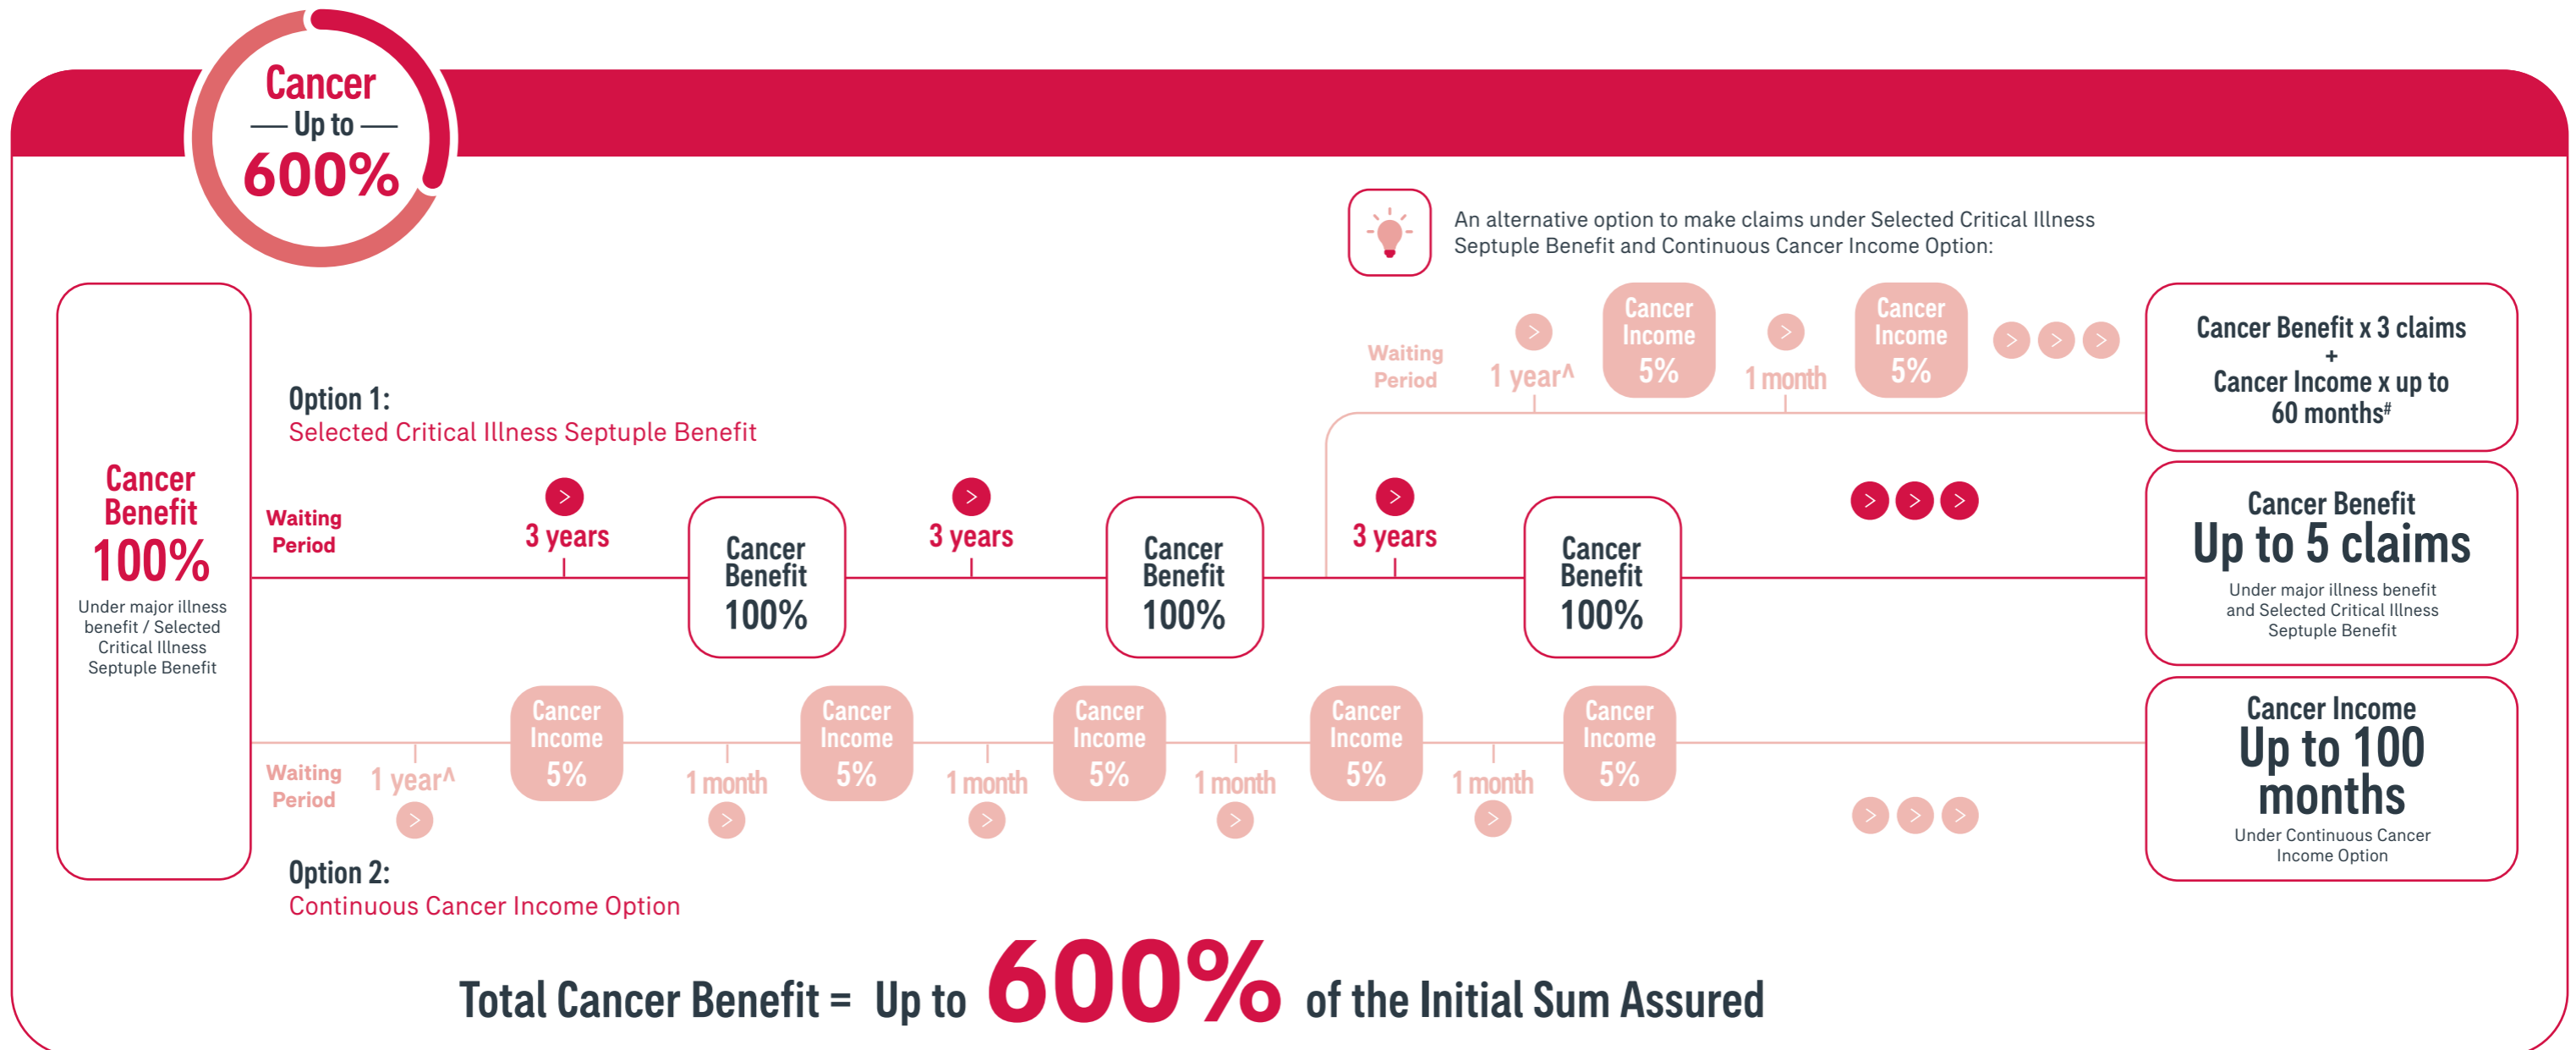 Cancer
Up to
600%
An alternative option to make claims under Selected Critical Illness
Septuple Benefit and Continuous Cancer Income Option:
Waiting
Period
1 year^
Cancer
Income
5%
1 month
Cancer
Income
5%
Cancer Benefit x 3 claims
+
Cancer Income x up to
60 months#
Option 1:
Selected Critical Illness Septuple Benefit
Cancer
Benefit
100%
Under major illness
benefit / Selected
Critical Illness
Septuple Benefit
Waiting
Period
3 years
Cancer
Benefit
100%
3 years
Cancer
Benefit
100%
3 years
Cancer
Benefit
100%
Cancer Benefit
Up to 5 claims
Under major illness benefit
and Selected Critical Illness
Septuple Benefit
Waiting
Period
1 year^
Cancer
Income
5%
1 month
Cancer
Income
5%
1 month
Cancer
Income
5%
1 month
Cancer
Income
5%
1 month
Cancer
Income
5%
Cancer Income
Up to 100
months
Under Continuous Cancer
Income Option
Option 2:
Continuous Cancer Income Option
Total Cancer Benefit = Up to 600% of the Initial Sum Assured